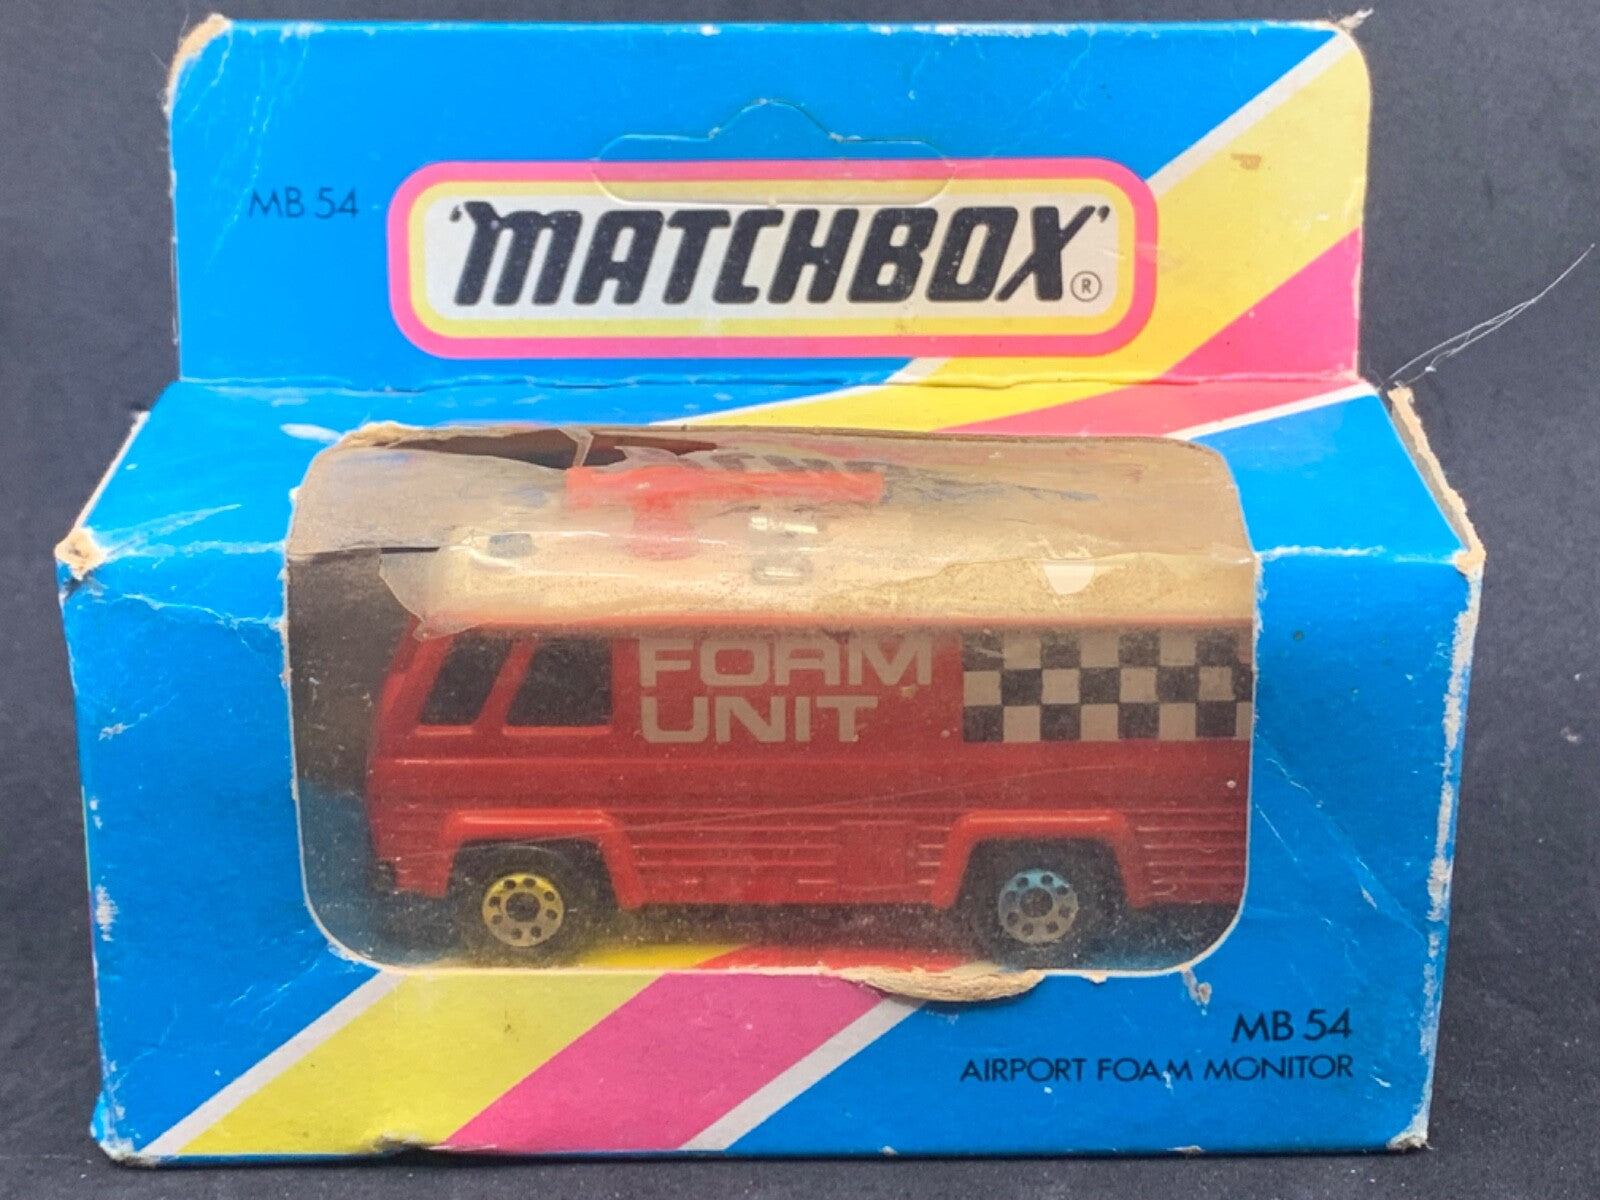 MB 54
'MATCHBOX'®
FOAM
UNIT
MB 54
AIRPORT FOAM MONITOR